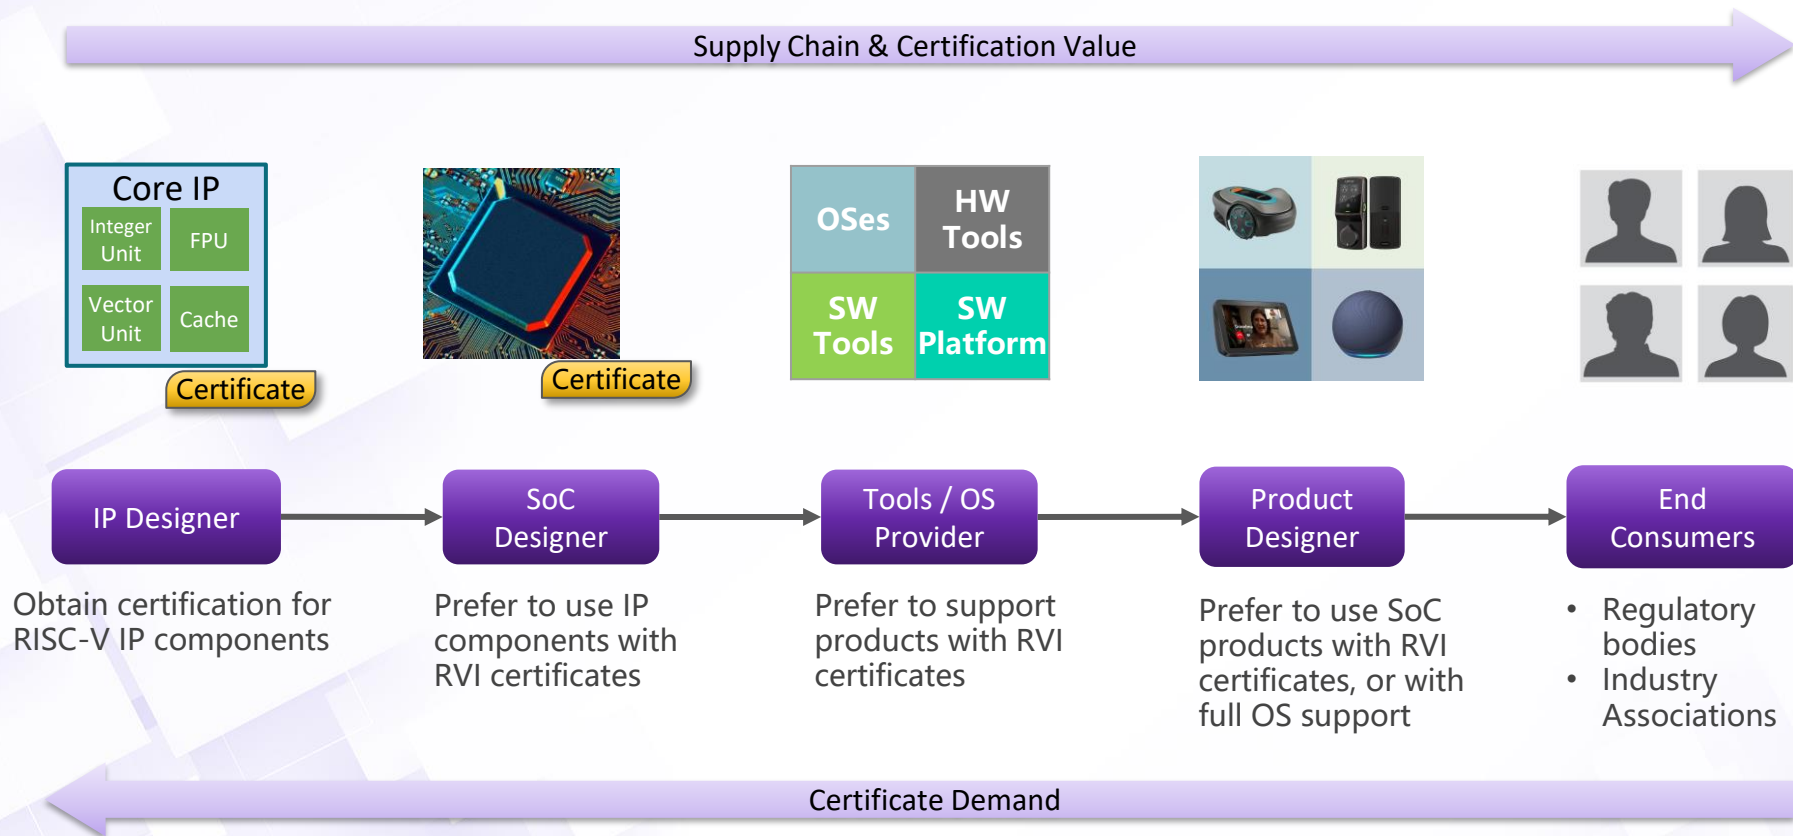 Supply Chain & Certification Value
Core IP
Integer
Unit
FPU
Vector
Unit
Cache
Certificate
Certificate
OSes
HW
Tools
SW
Tools
SW
Platform
IP Designer
SoC
Designer
Tools / OS
Provider
Product
Designer
End
Consumers
Obtain certification for
RISC-V IP components
Prefer to use IP
components with
RVI certificates
Prefer to support
products with RVI
certificates
Prefer to use SoC
products with RVI
certificates, or with
full OS support
• Regulatory
bodies
• Industry
Associations
Certificate Demand